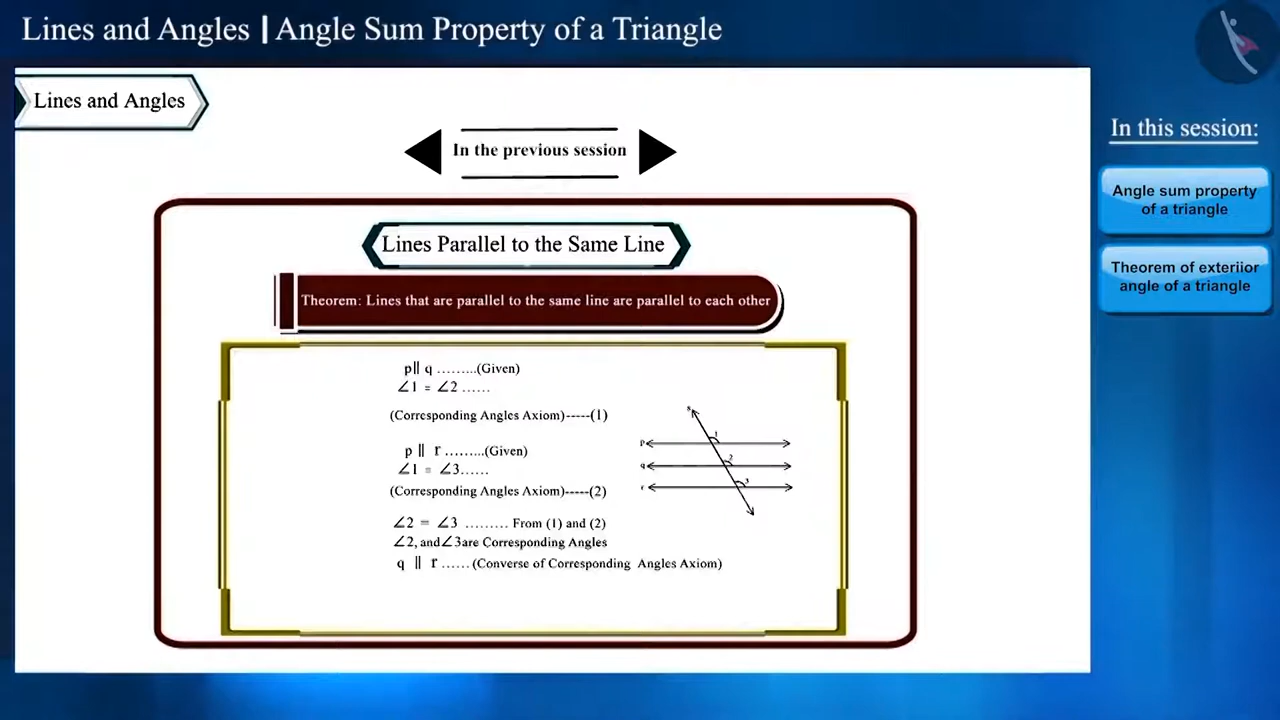 Lines and Angles | Angle Sum Property of a Triangle
Lines and Angles
In the previous session
Lines Parallel to the Same Line
Theorem: Lines that are parallel to the same line are parallel to each other
p|| q .........(Given)
∠1 = ∠2 ......
(Corresponding Angles Axiom)-----(1)
p || r .........(Given)
∠1 = ∠3......
(Corresponding Angles Axiom)-----(2)
∠2 = ∠3 ......... From (1) and (2)
∠2, and∠3are Corresponding Angles
q || r ...... (Converse of Corresponding Angles Axiom)
s
1
p
2
q
3
r
In this session:
Angle sum property
of a triangle
Theorem of exteriior
angle of a triangle